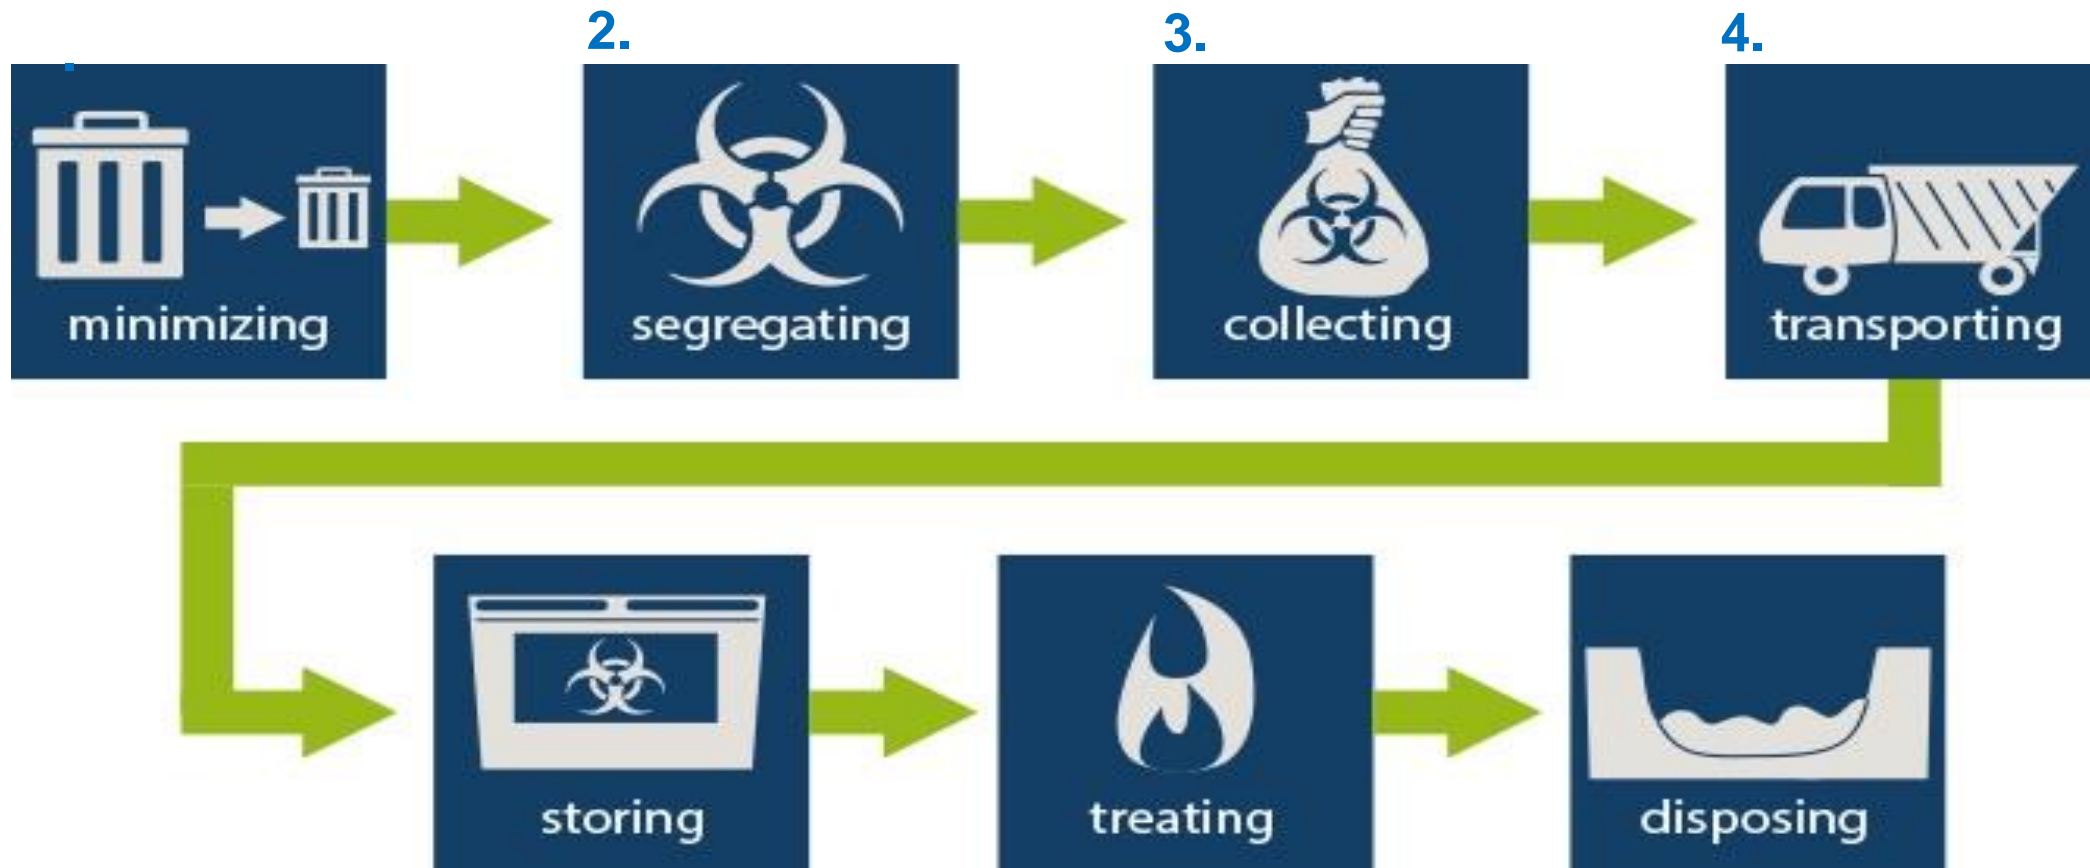 2.
3.
4.
minimizing
segregating
collecting
transporting
storing
treating
disposing